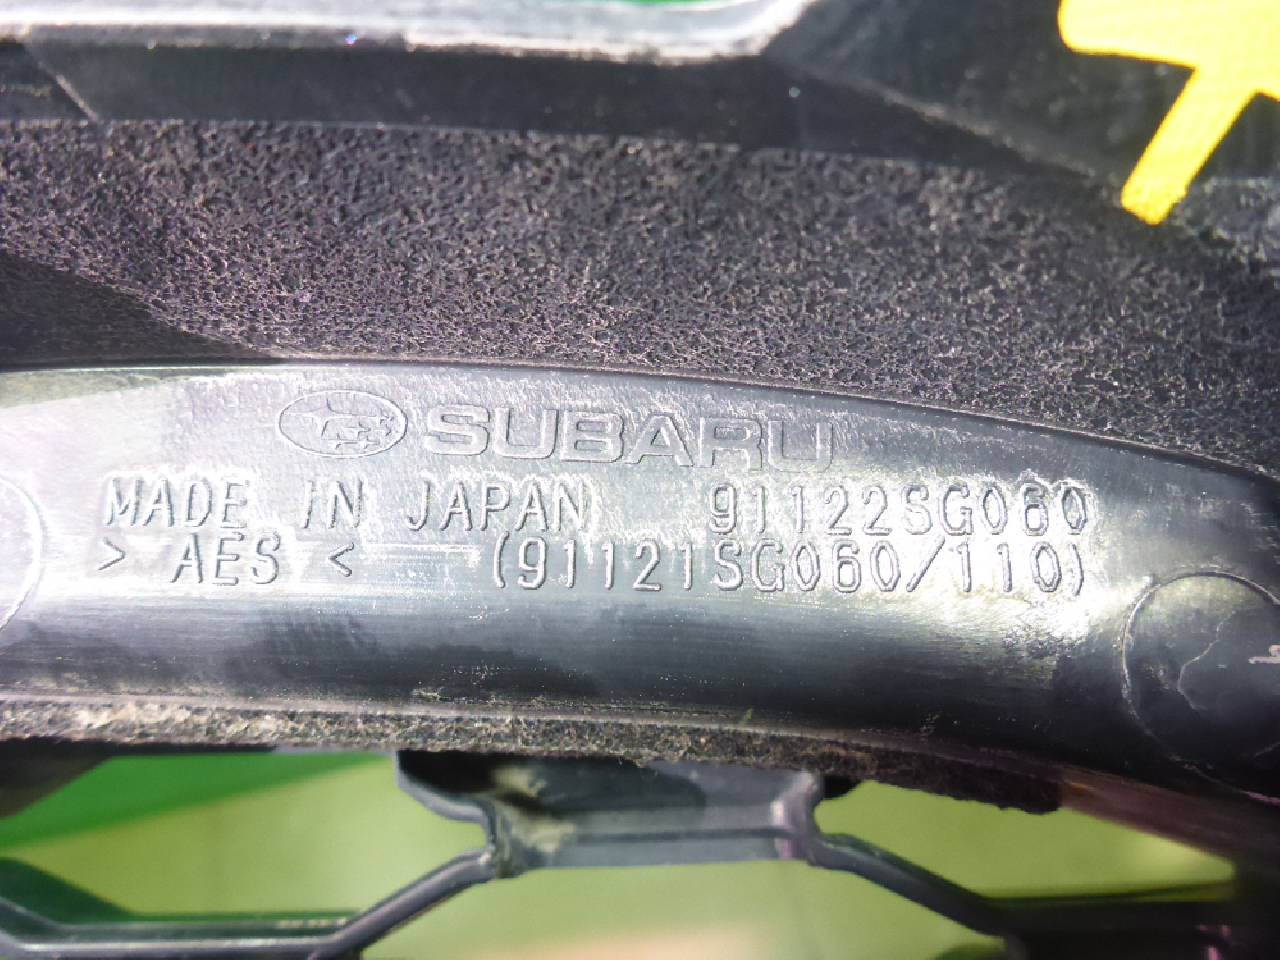 SUBARU
MADE IN JAPAN 91122SG060
> AES < (91121SG060/110)